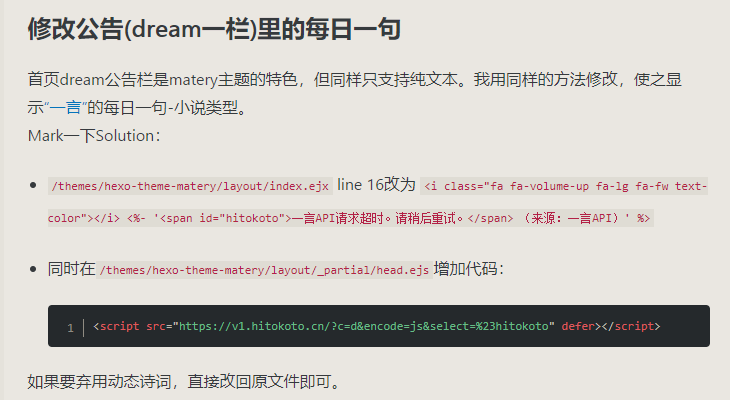 修改公告(dream一栏)里的每日一句
首页dream公告栏是matery主题的特色，但同样只支持纯文本。我用同样的方法修改，使之显
示“一言”的每日一句-小说类型。
Mark一下Solution：
/themes/hexo-theme-matery/layout/index.ejx line 16改为 <i class="fa fa-volume-up fa-lg fa-fw text-
color"></i> <%- '<span id="hitokoto">一言API请求超时。请稍后重试。</span> （来源：一言API）' %>
同时在 /themes/hexo-theme-matery/layout/_partial/head.ejs 增加代码：
1 <script src="https://v1.hitokoto.cn/?c=d&encode=js&select=%23hitokoto" defer></script>
如果要弃用动态诗词，直接改回原文件即可。